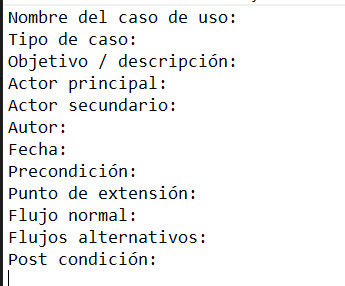 Nombre del caso de uso:
Tipo de caso:
Objetivo / descripción:
Actor principal:
Actor secundario:
Autor:
Fecha:
Precondición:
Punto de extensión:
Flujo normal:
Flujos alternativos:
Post condición: